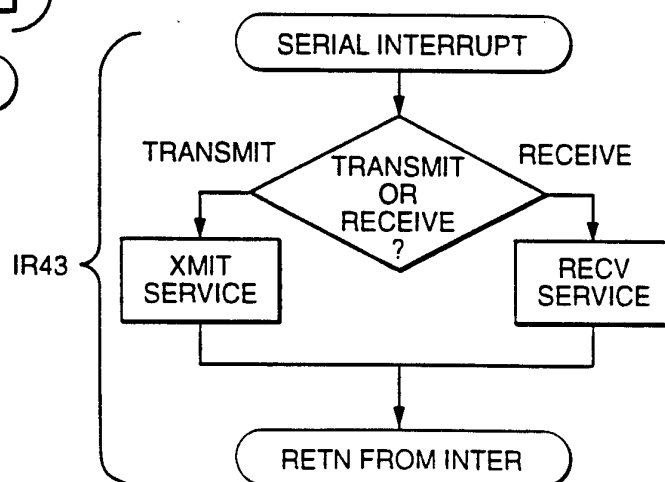 SERIAL INTERRUPT
TRANSMIT
RECEIVE
TRANSMIT
OR
RECEIVE
?
IR43
XMIT
SERVICE
RECV
SERVICE
RETN FROM INTER